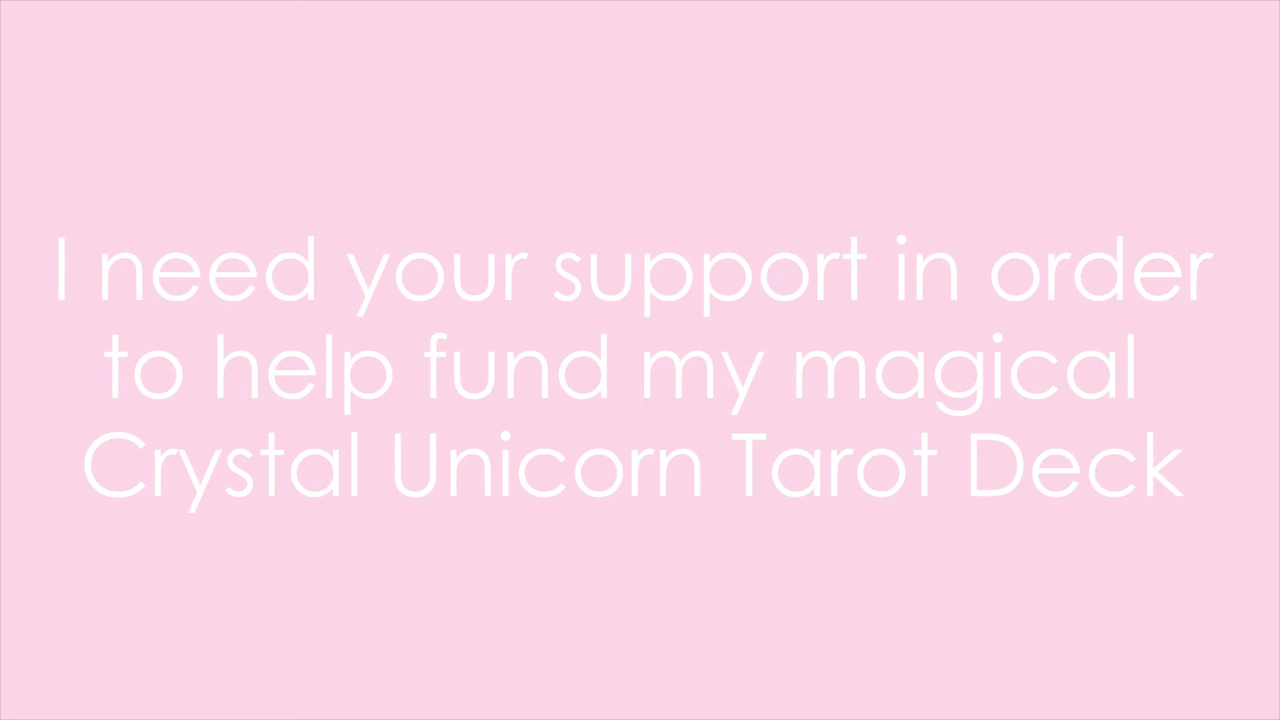 I need your support in order
to help fund my magical
Crystal Unicorn Tarot Deck